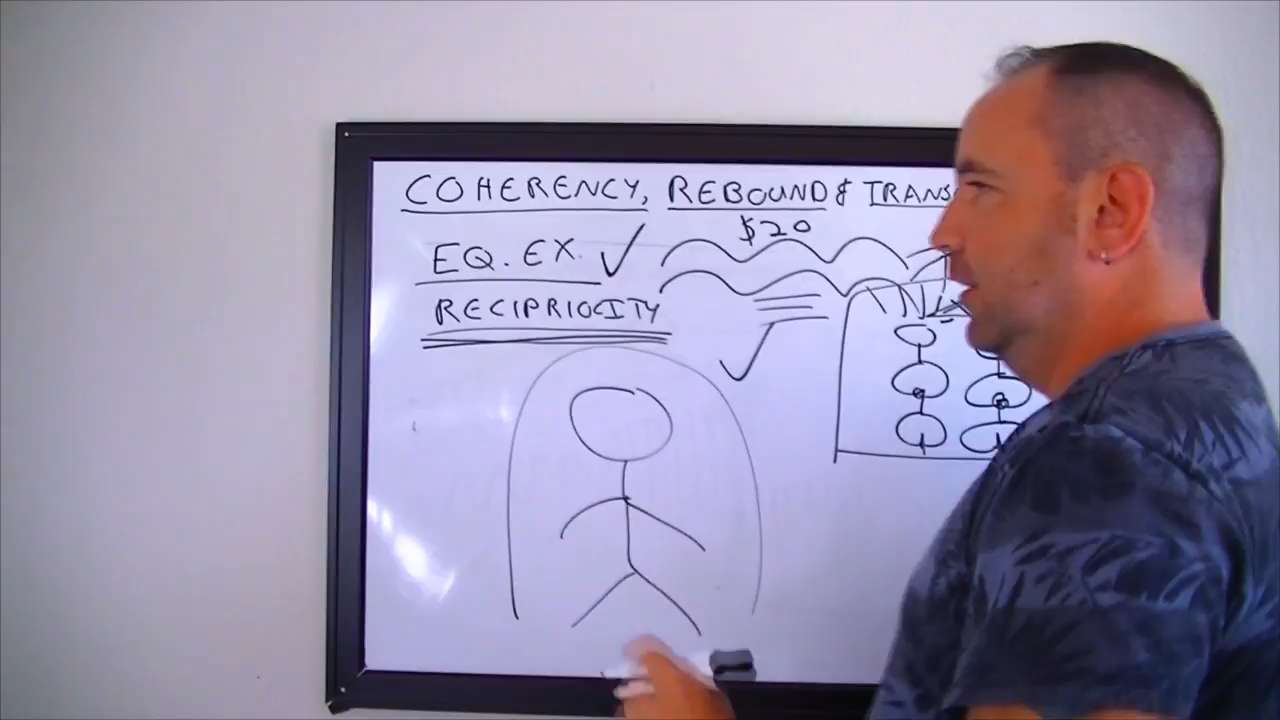 COHERENCY, REBOUND & TRANS
$20
EQ. EX.
RECIPRIOCITY